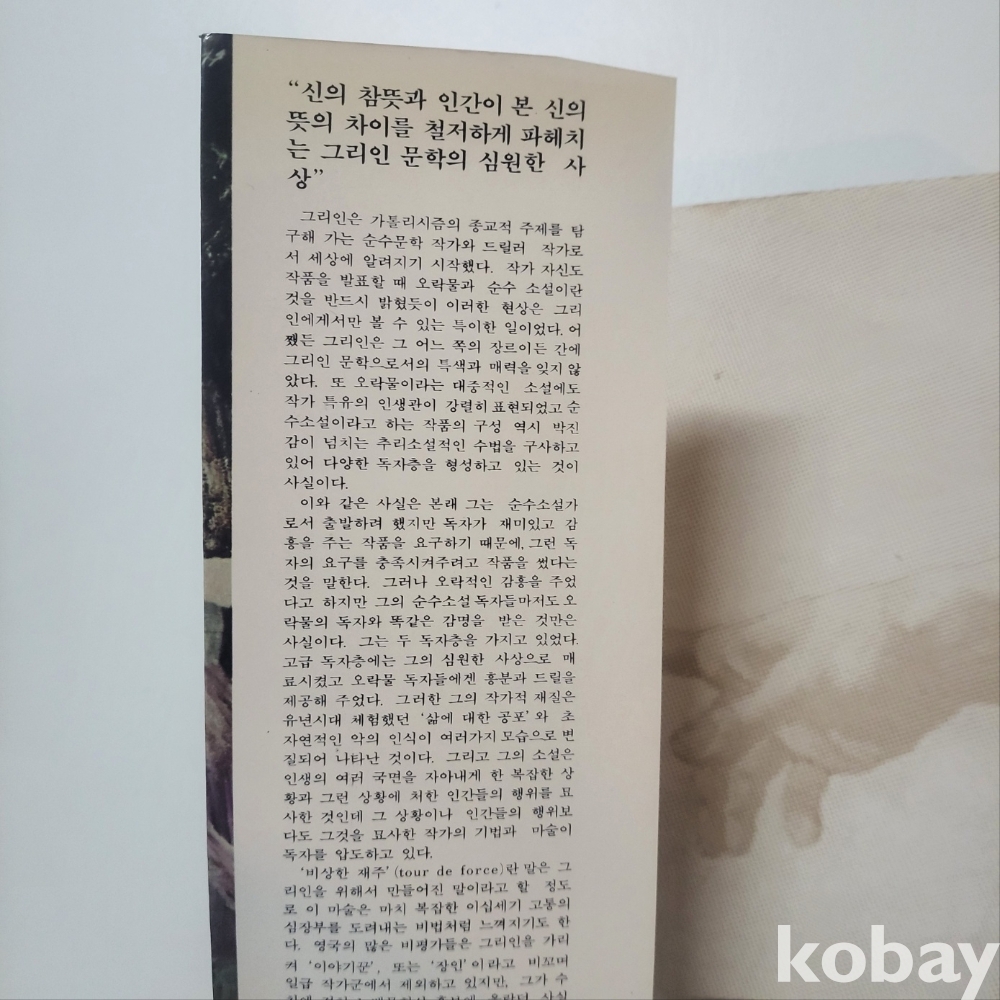 “신의 참뜻과 인간이 본 신의
뜻의 차이를 철저하게 파헤치
는 그리인 문학의 심원한 사
상”
그리인은 가톨리시즘의 종교적 주제를 탐
구해 가는 순수문학 작가와 드릴러 작가로
서 세상에 알려지기 시작했다. 작가 자신도
작품을 발표할 때 오락물과 순수 소설이란
것을 반드시 밝혔듯이 이러한 현상은 그리
인에게서만 볼 수 있는 특이한 일이었다. 어
쨌든 그리인은 그 어느 쪽의 장르이든 간에
그리인 문학으로서의 특색과 매력을 잊지 않
았다. 또 오락물이라는 대중적인 소설에도
작가 특유의 인생관이 강렬히 표현되었고 순
수소설이라고 하는 작품의 구성 역시 박진
감이 넘치는 추리소설적인 수법을 구사하고
있어 다양한 독자층을 형성하고 있는 것이
사실이다.
이와 같은 사실은 본래 그는 순수소설가
로서 출발하려 했지만 독자가 재미있고 감
흥을 주는 작품을 요구하기 때문에, 그런 독
자의 요구를 충족시켜주려고 작품을 썼다는
것을 말한다. 그러나 오락적인 감흥을 주었
다고 하지만 그의 순수소설 독자들마저도 오
락물의 독자와 똑같은 감명을 받은 것만은
사실이다. 그는 두 독자층을 가지고 있었다.
고급 독자층에는 그의 심원한 사상으로 매
료시켰고 오락물 독자들에겐 흥분과 드릴을
제공해 주었다. 그러한 그의 작가적 재질은
유년시대 체험했던 ‘삶에 대한 공포’와 초
자연적인 악의 인식이 여러가지 모습으로 변
질되어 나타난 것이다. 그리고 그의 소설은
인생의 여러 국면을 자아내게 한 복잡한 상
황과 그런 상황에 처한 인간들의 행위를 묘
사한 것인데 그 상황이나 인간들의 행위보
다도 그것을 묘사한 작가의 기법과 마술이
독자를 압도하고 있다.
‘비상한 재주’(tour de force)란 말은 그
리인을 위해서 만들어진 말이라고 할 정도
로 이 마술은 마치 복잡한 이십세기 고통의
심장부를 도려내는 비법처럼 느껴지기도 한
다. 영국의 많은 비평가들은 그리인을 가리
켜 ‘이야기꾼’, 또는 ‘장인’이라고 비꼬며
일급 작가군에서 제외하고 있지만, 그가 수
kobay